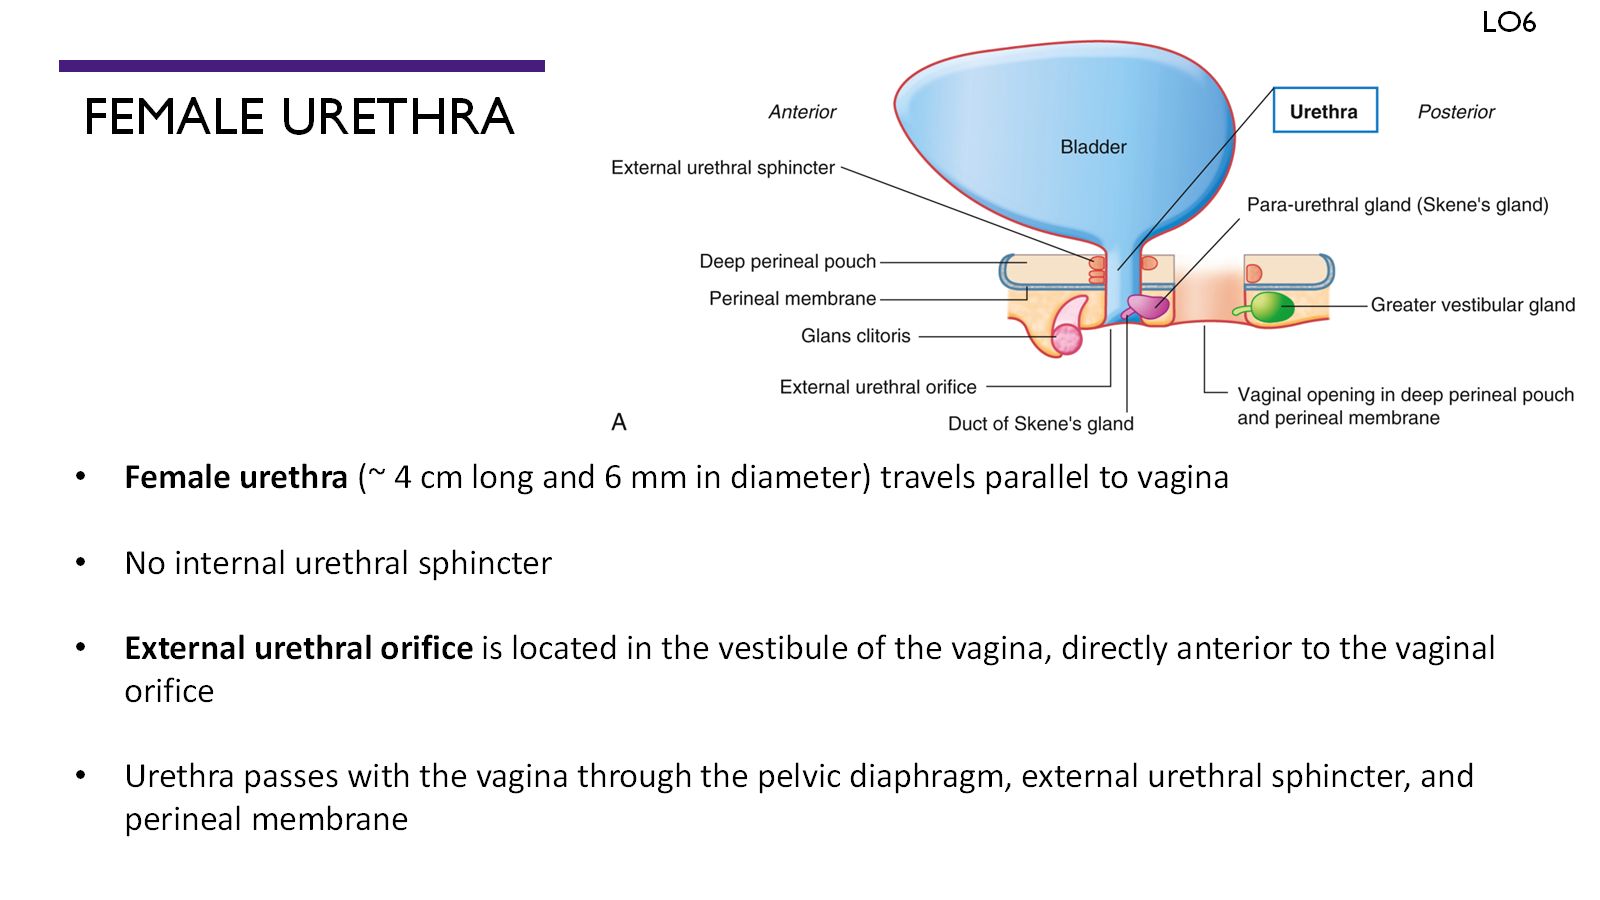 LO6
FEMALE URETHRA
Anterior
Urethra
Posterior
Bladder
External urethral sphincter
Para-urethral gland (Skene's gland)
Deep perineal pouch
Perineal membrane
Greater vestibular gland
Glans clitoris
External urethral orifice
Vaginal opening in deep perineal pouch
and perineal membrane
Duct of Skene's gland
A
• Female urethra (~ 4 cm long and 6 mm in diameter) travels parallel to vagina
• No internal urethral sphincter
• External urethral orifice is located in the vestibule of the vagina, directly anterior to the vaginal
orifice
• Urethra passes with the vagina through the pelvic diaphragm, external urethral sphincter, and
perineal membrane